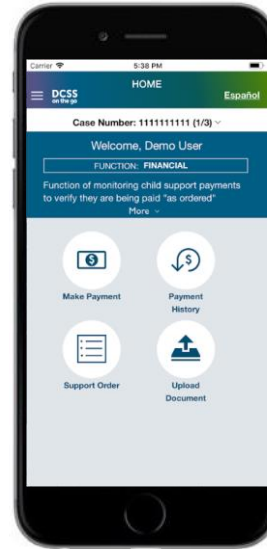 Carrier 5:38 PM
HOME
DCSS
on the go
Español
Case Number: 1111111111 (1/3)
Welcome, Demo User
FUNCTION: FINANCIAL
Function of monitoring child support payments
to verify they are being paid "as ordered"
More
Make Payment
Payment
History
Support Order
Upload
Document